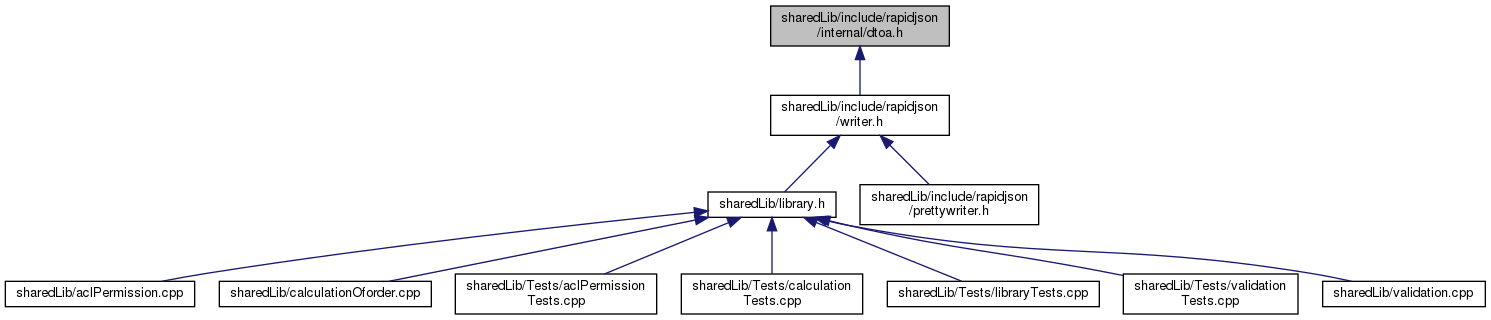 sharedLib/include/rapidjson
/internal/dtoa.h
sharedLib/include/rapidjson
/writer.h
sharedLib/library.h
sharedLib/include/rapidjson
/prettywriter.h
sharedLib/aclPermission.cpp
sharedLib/calculationOforder.cpp
sharedLib/Tests/aclPermission
Tests.cpp
sharedLib/Tests/calculation
Tests.cpp
sharedLib/Tests/libraryTests.cpp
sharedLib/Tests/validation
Tests.cpp
sharedLib/validation.cpp